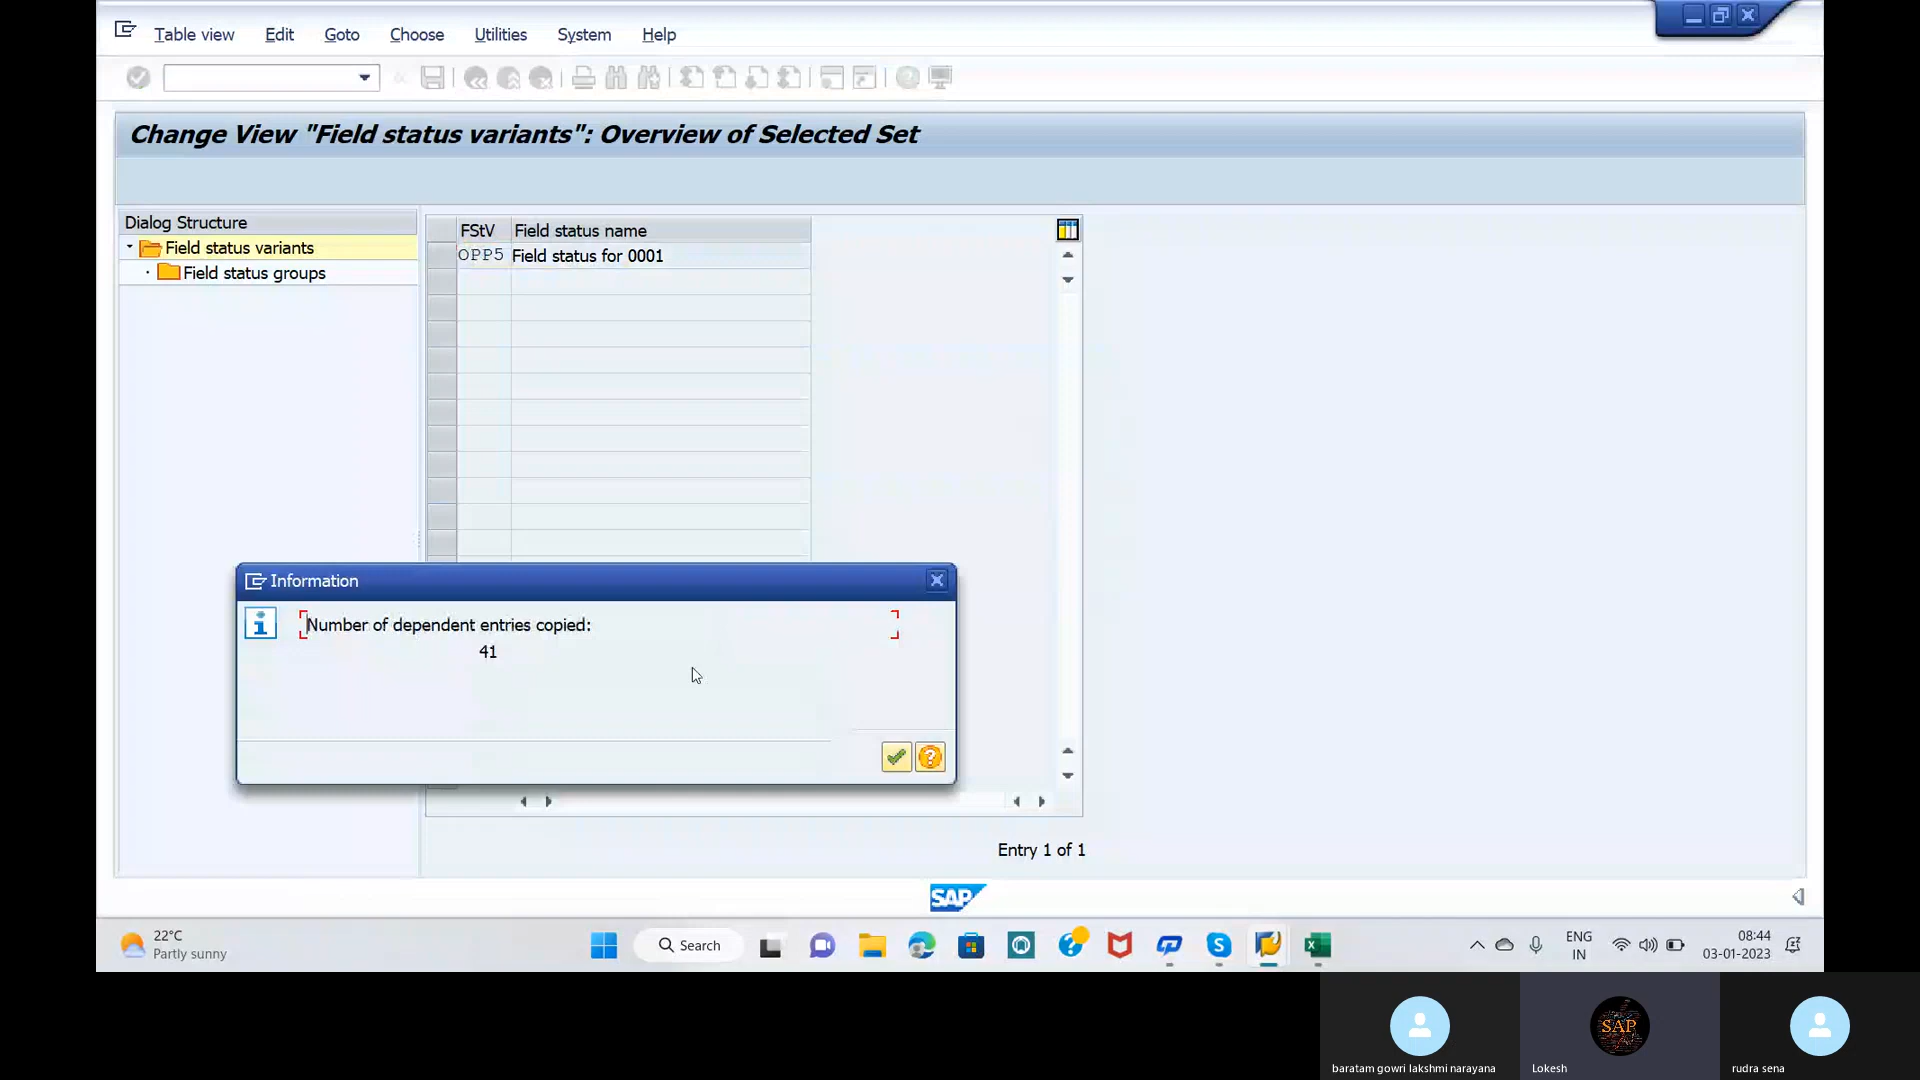 Table view Edit Goto Choose Utilities System Help
Change View "Field status variants": Overview of Selected Set
Dialog Structure
Field status variants
Field status groups
FStV Field status name
OPP5 Field status for 0001
Information
Number of dependent entries copied:
41
Entry 1 of 1
SAP
22°C
Partly sunny
Search
ENG
IN
08:44
03-01-2023
SAP
baratam gowri lakshmi narayana
Lokesh
rudra sena